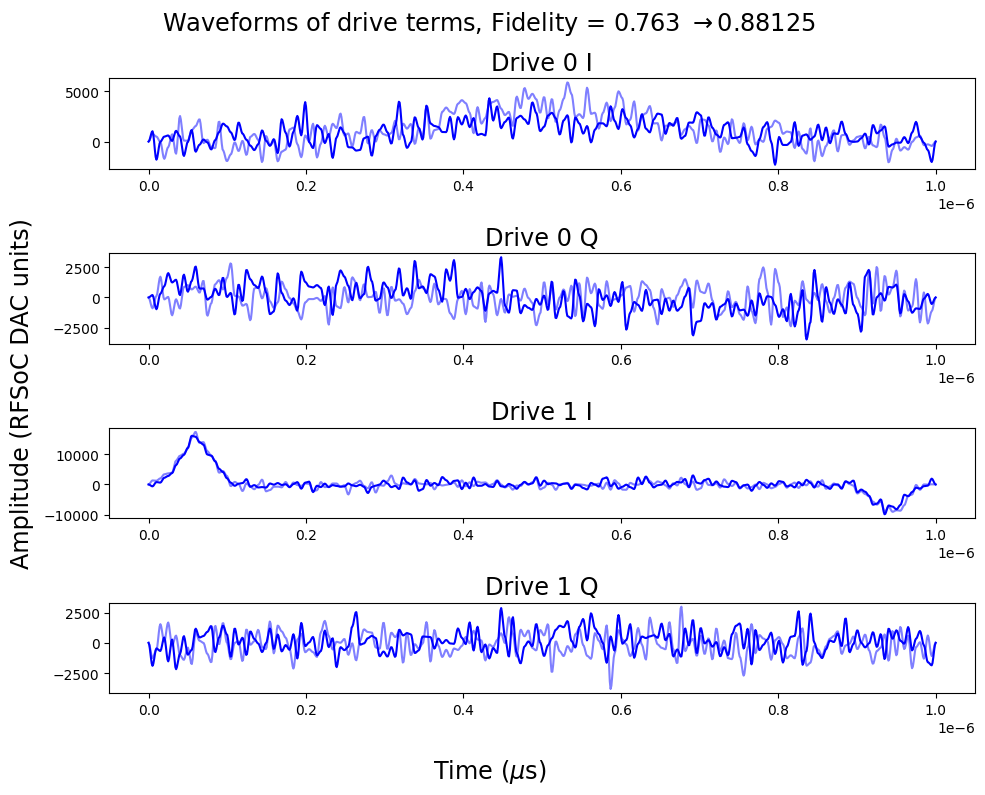 Waveforms of drive terms, Fidelity = 0.763 →0.88125
Drive 0 I
5000
0
0.0 0.2 0.4 0.6 0.8 1.0
1e−6
Drive 0 Q
2500
0
−2500
0.0 0.2 0.4 0.6 0.8 1.0
1e−6
Amplitude (RFSoC DAC units)
Drive 1 I
10000
0
−10000
0.0 0.2 0.4 0.6 0.8 1.0
1e−6
Drive 1 Q
2500
0
−2500
0.0 0.2 0.4 0.6 0.8 1.0
1e−6
Time (μs)